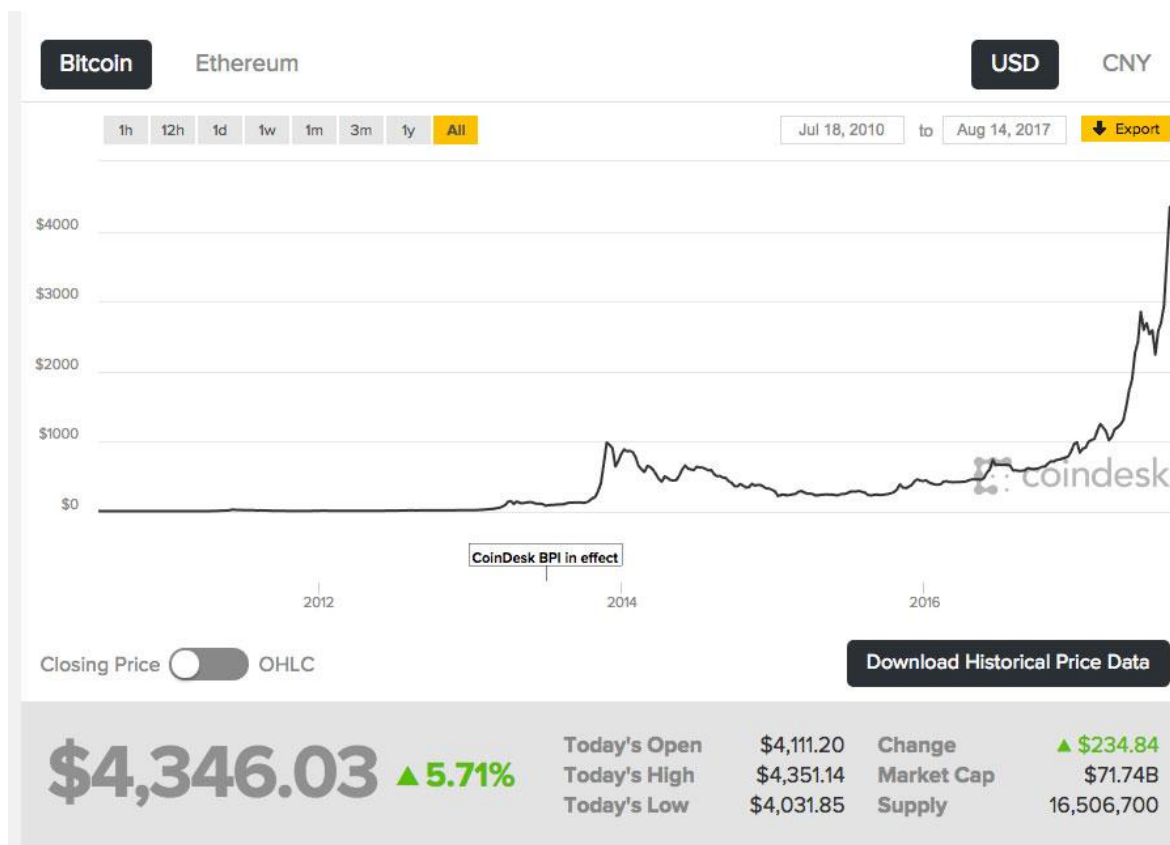 Bitcoin Ethereum USD CNY
1h 12h 1d 1w 1m 3m 1y All Jul 18, 2010 to Aug 14, 2017 Export
$4000
$3000
$2000
$1000
coindesk
$0
CoinDesk BPI in effect
2012 2014 2016
Closing Price OHLC Download Historical Price Data
$4,346.03 ▲ 5.71%
Today's Open $4,111.20 Change ▲ $234.84
Today's High $4,351.14 Market Cap $71.74B
Today's Low $4,031.85 Supply 16,506,700